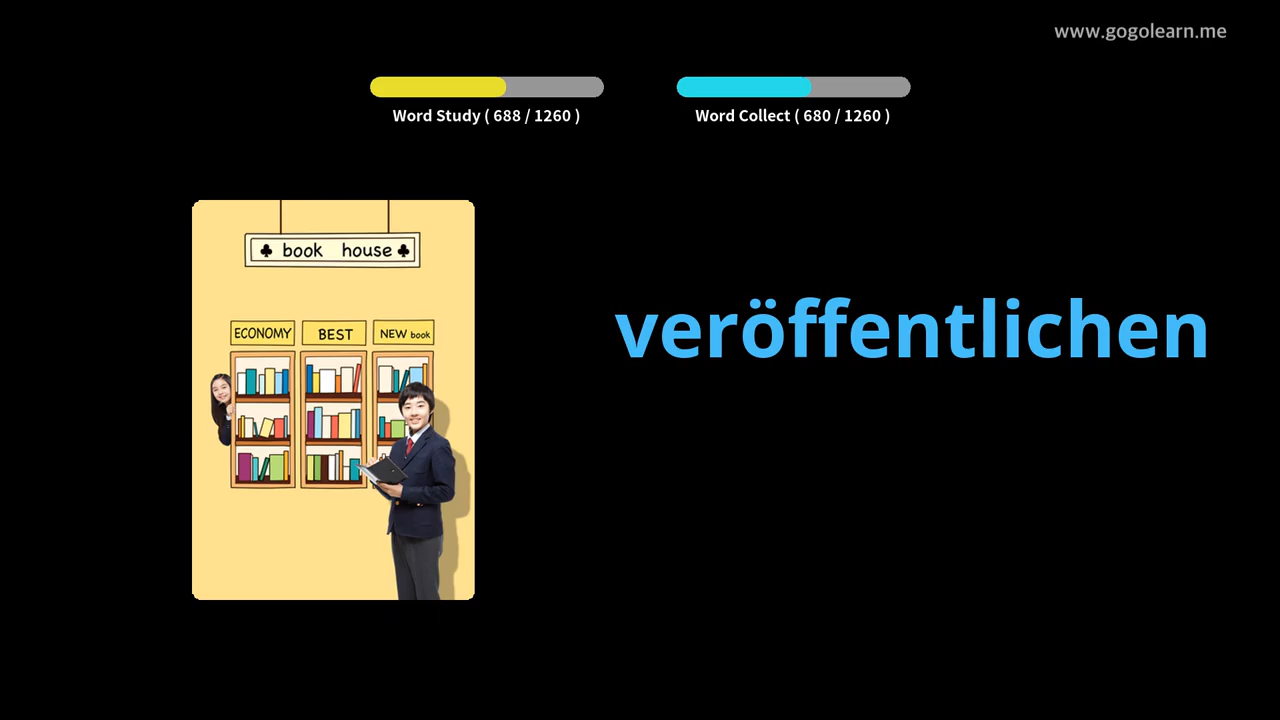 www.gogolearn.me
Word Study ( 688 / 1260 )
Word Collect ( 680 / 1260 )
♣ book house ♣
ECONOMY
BEST
NEW book
veröffentlichen